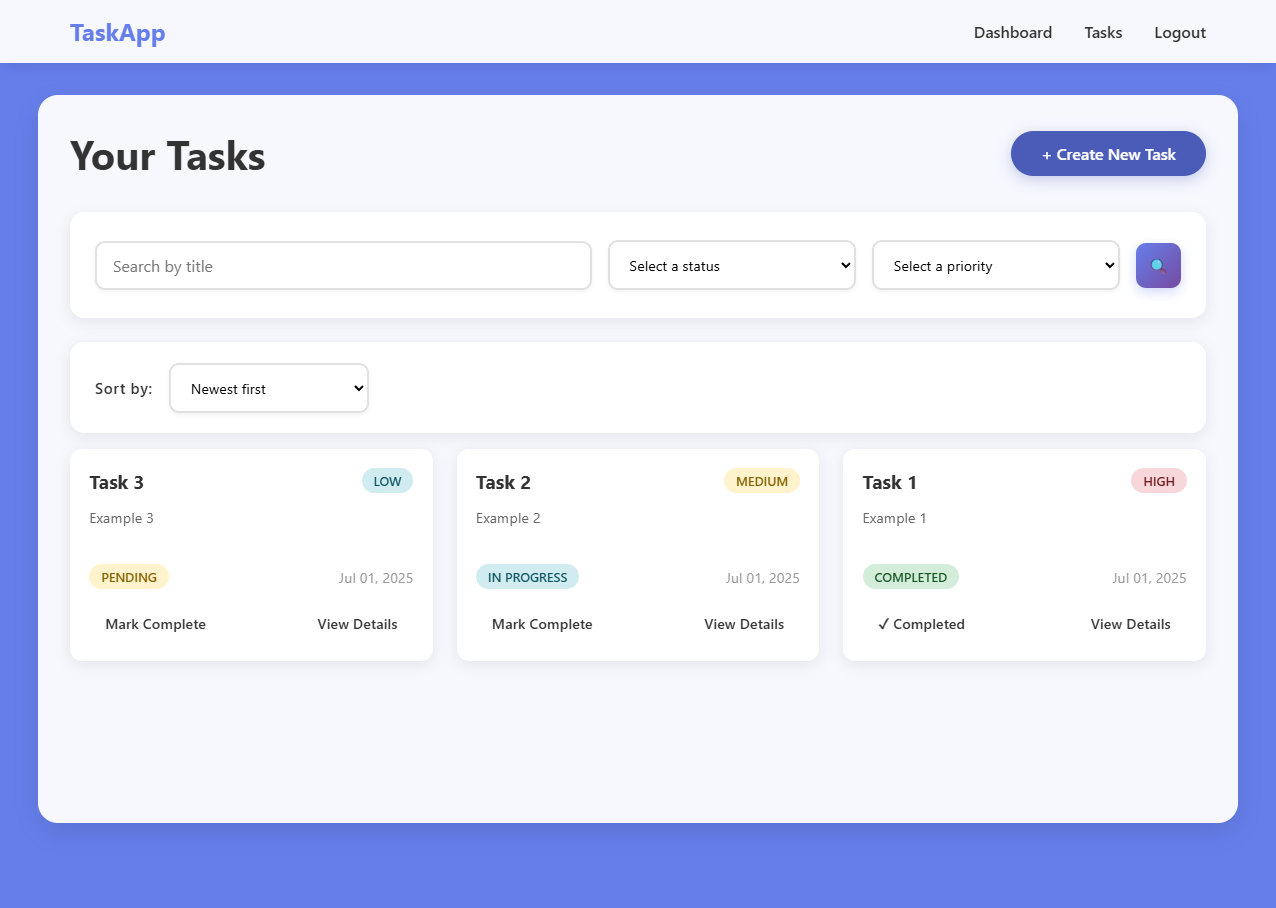 TaskApp
Dashboard Tasks Logout
Your Tasks
+ Create New Task
Search by title
Select a status
Select a priority
Sort by:
Newest first
Task 3
LOW
Example 3
PENDING
Jul 01, 2025
Mark Complete
View Details
Task 2
MEDIUM
Example 2
IN PROGRESS
Jul 01, 2025
Mark Complete
View Details
Task 1
HIGH
Example 1
COMPLETED
Jul 01, 2025
✓ Completed
View Details